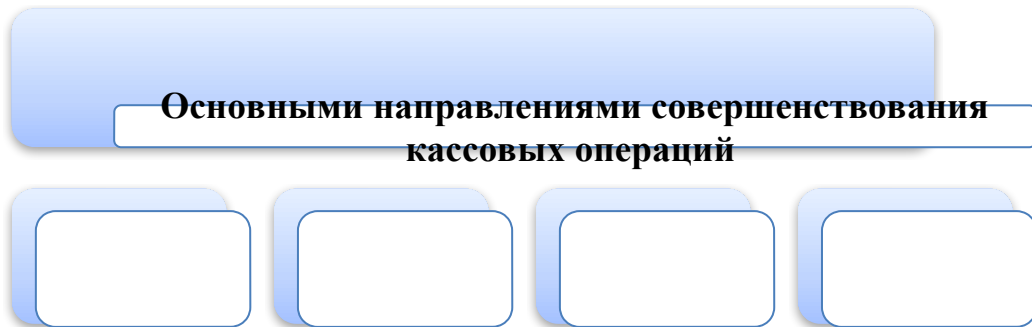 Основными направлениями совершенствования
кассовых операций